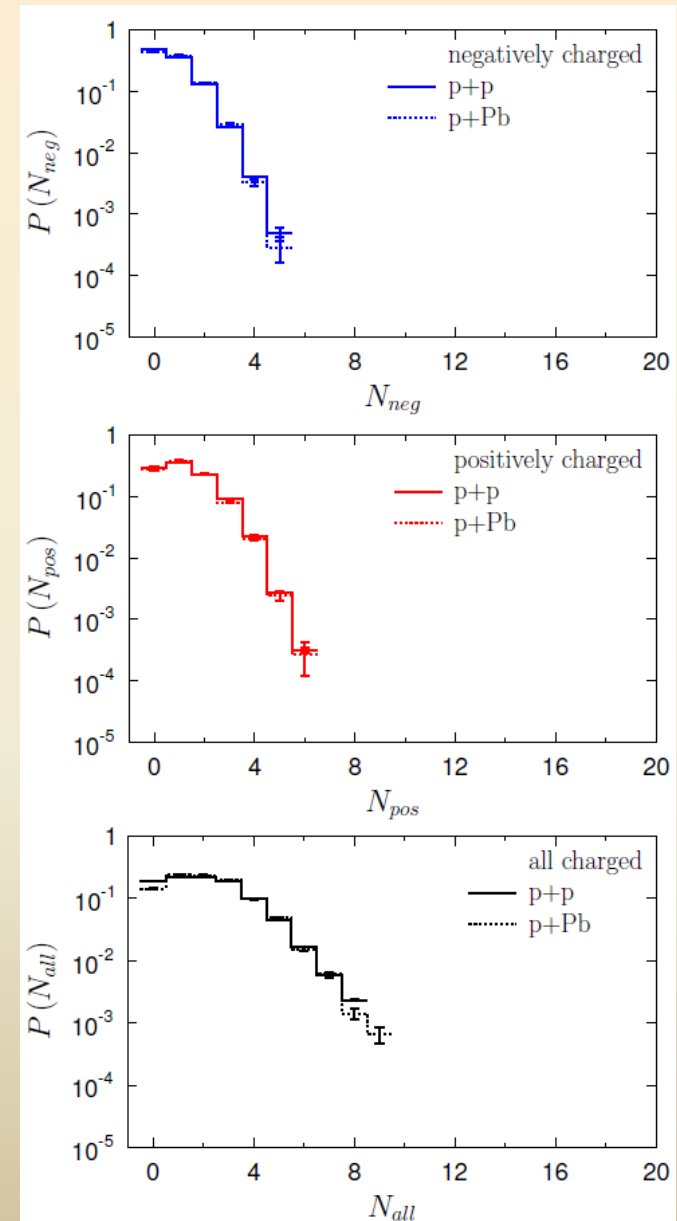 1
negatively charged
p+p
p+Pb
10^-1
10^-2
10^-3
10^-4
10^-5
P (N_neg)
0 4 8 12 16 20
N_neg
1
positively charged
p+p
p+Pb
10^-1
10^-2
10^-3
10^-4
10^-5
P (N_pos)
0 4 8 12 16 20
N_pos
1
all charged
p+p
p+Pb
10^-1
10^-2
10^-3
10^-4
10^-5
P (N_all)
0 4 8 12 16 20
N_all